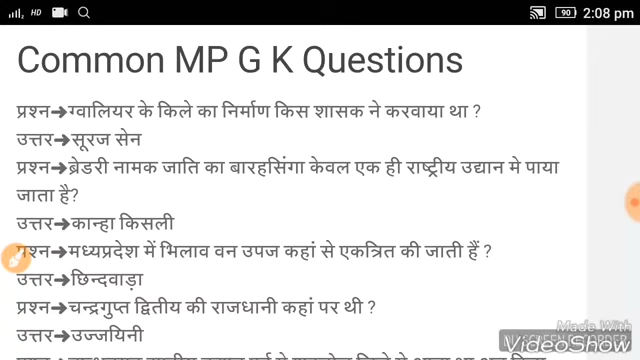 HD 90 2:08 pm
Common MP G K Questions
प्रश्न➔ग्वालियर के किले का निर्माण किस शासक ने करवाया था ?
उत्तर➔सूरज सेन
प्रश्न➔ब्रेडरी नामक जाति का बारहसिंगा केवल एक ही राष्ट्रीय उद्यान मे पाया
जाता है?
उत्तर➔कान्हा किसली
प्रश्न➔मध्यप्रदेश में भिलाव वन उपज कहां से एकत्रित की जाती हैं ?
उत्तर➔छिन्दवाड़ा
प्रश्न➔चन्द्रगुप्त द्वितीय की राजधानी कहां पर थी ?
उत्तर➔उज्जयिनी
Made With
VideoShow